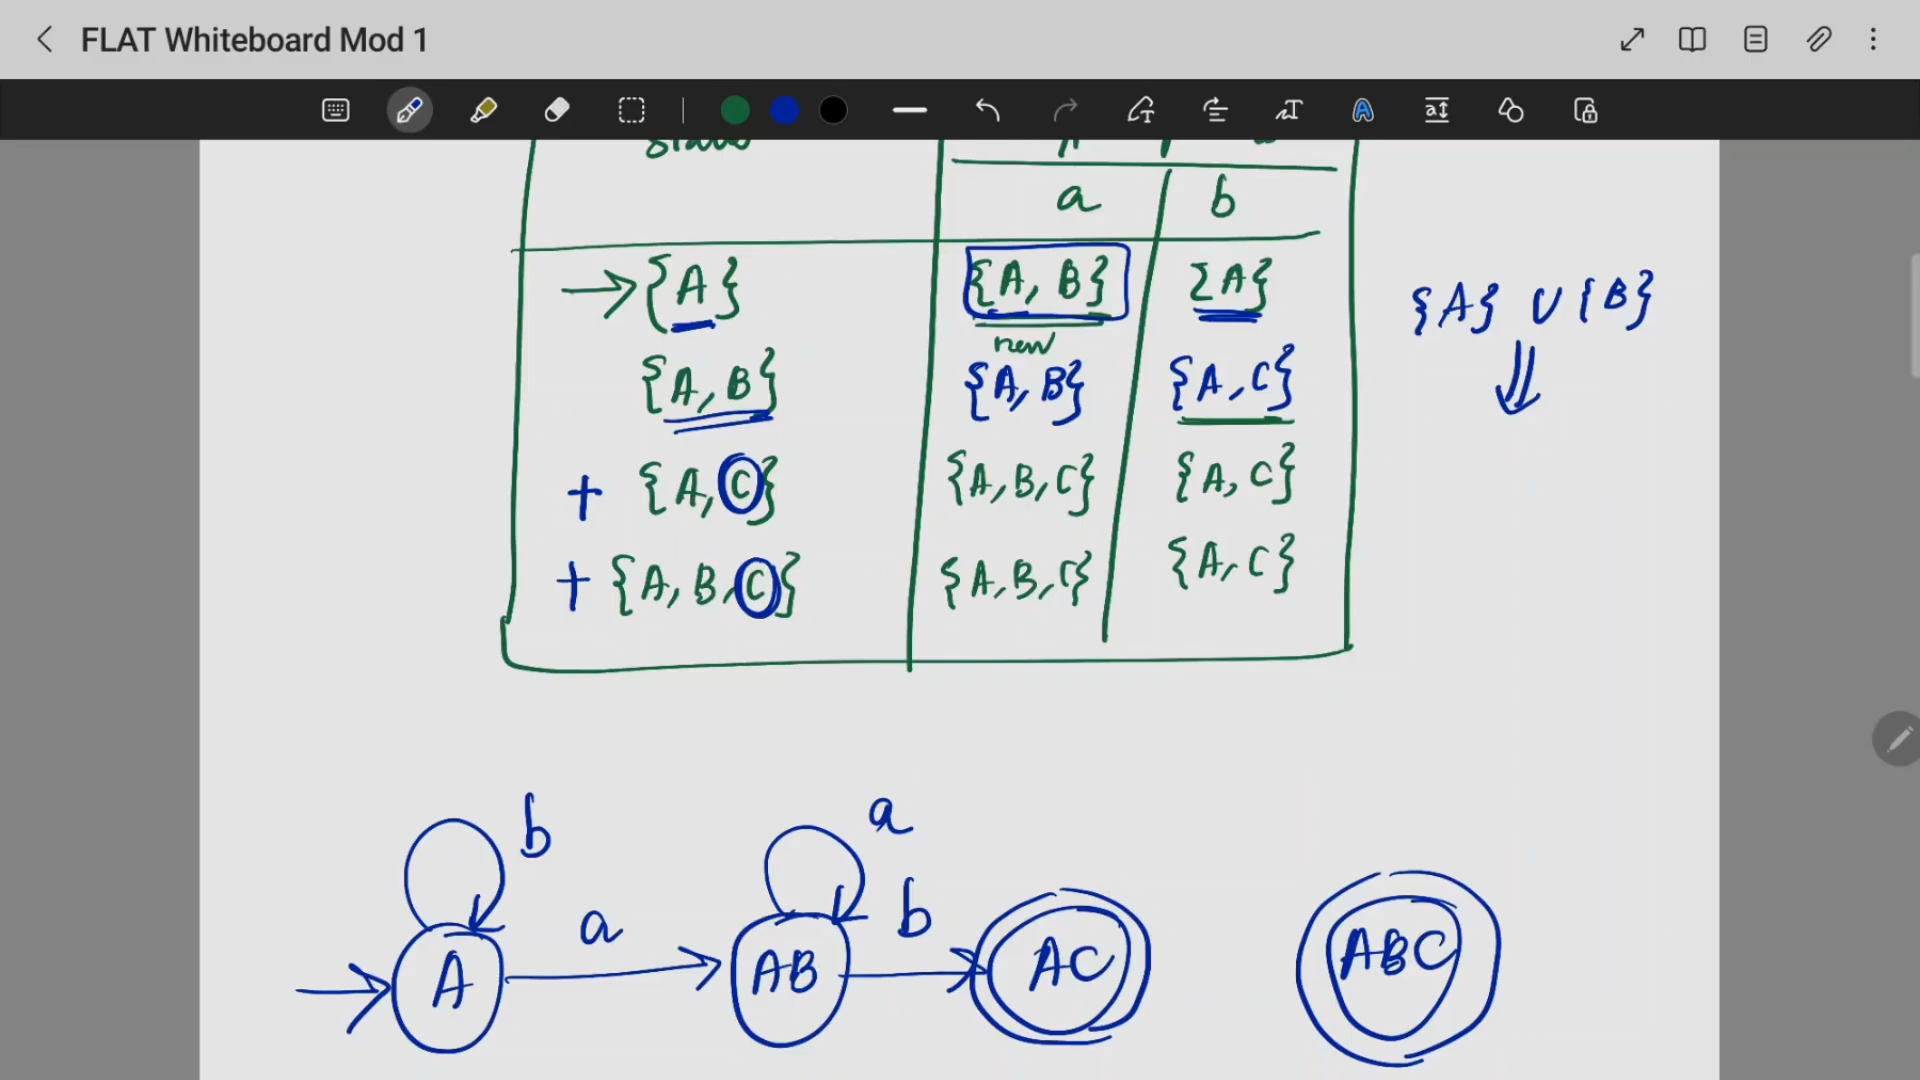 FLAT Whiteboard Mod 1
a b
→ {A} {A, B} {A} {A} ∪ {B}
new
{A, B} {A, B} {A, C}
+ {A, C} {A, B, C} {A, C}
+ {A, B, C} {A, B, C} {A, C}
b a
a b
A AB AC ABC